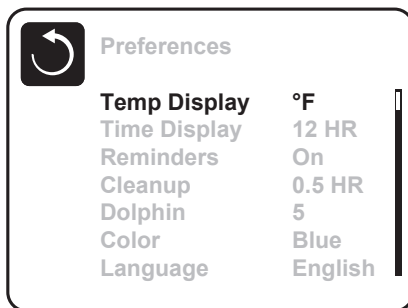 Preferences
Temp Display °F
Time Display 12 HR
Reminders On
Cleanup 0.5 HR
Dolphin 5
Color Blue
Language English